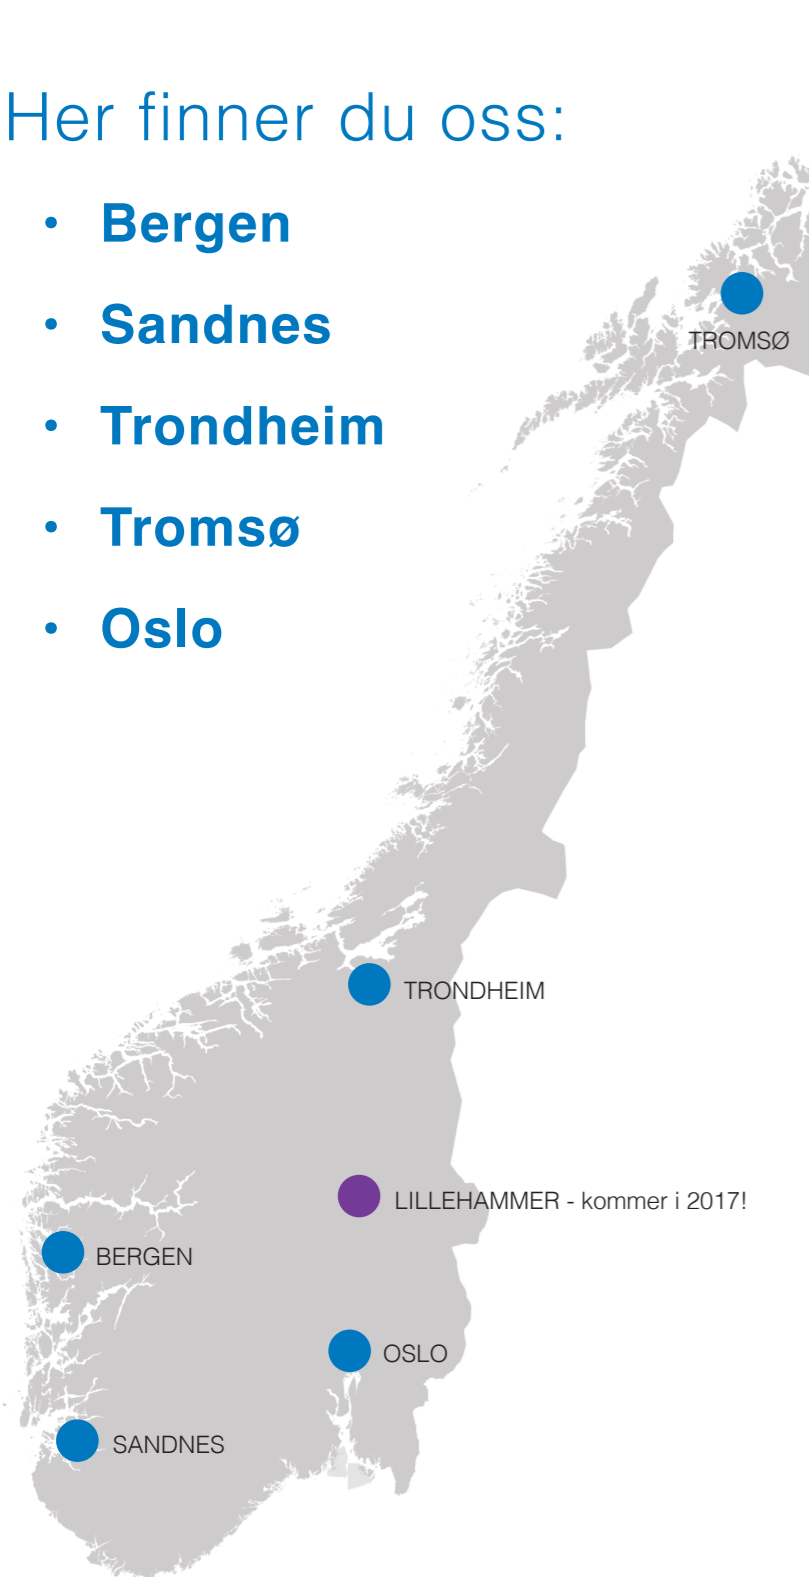 Her finner du oss:
• Bergen
• Sandnes
• Trondheim
• Tromsø
• Oslo
TROMSØ
TRONDHEIM
LILLEHAMMER - kommer i 2017!
BERGEN
OSLO
SANDNES